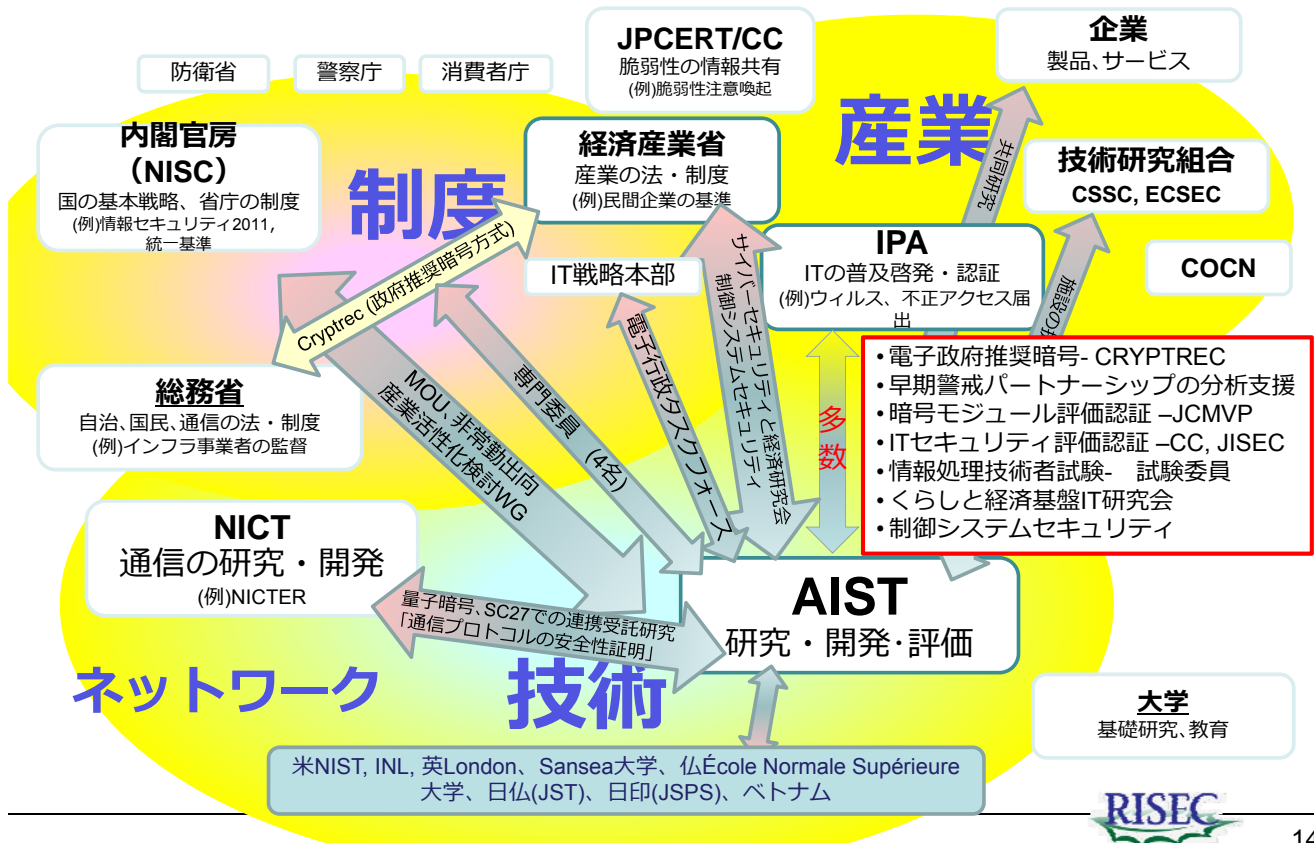 防衛省
警察庁
消費者庁
JPCERT/CC
脆弱性の情報共有
(例)脆弱性注意喚起
企業
製品、サービス
内閣官房
(NISC)
国の基本戦略、省庁の制度
(例)情報セキュリティ2011,
統一基準
制度
経済産業省
産業の法・制度
(例)民間企業の基準
産業
共同研究
技術研究組合
CSSC, ECSEC
IPA
ITの普及啓発・認証
(例)ウィルス、不正アクセス届
出
COCN
IT戦略本部
Cryptrec (政府推奨暗号方式)
サイバーセキュリティと経済研究会
制御システムセキュリティ
施設の
総務省
自治、国民、通信の法・制度
(例)インフラ事業者の監督
MOU、非常勤出向
産業活性化検討WG
専門委員 (4名)
電子行政タスクフォース
多数
•電子政府推奨暗号- CRYPTREC
•早期警戒パートナーシップの分析支援
•暗号モジュール評価認証 –JCMVP
•ITセキュリティ評価認証 –CC, JISEC
•情報処理技術者試験- 試験委員
•くらしと経済基盤IT研究会
•制御システムセキュリティ
NICT
通信の研究・開発
(例)NICTER
量子暗号、SC27での連携受託研究
「通信プロトコルの安全性証明」
AIST
研究・開発・評価
ネットワーク
技術
大学
基礎研究、教育
米NIST, INL, 英London、Sansea大学、仏École Normale Supérieure
大学、日仏(JST)、日印(JSPS)、ベトナム
RISEC
14